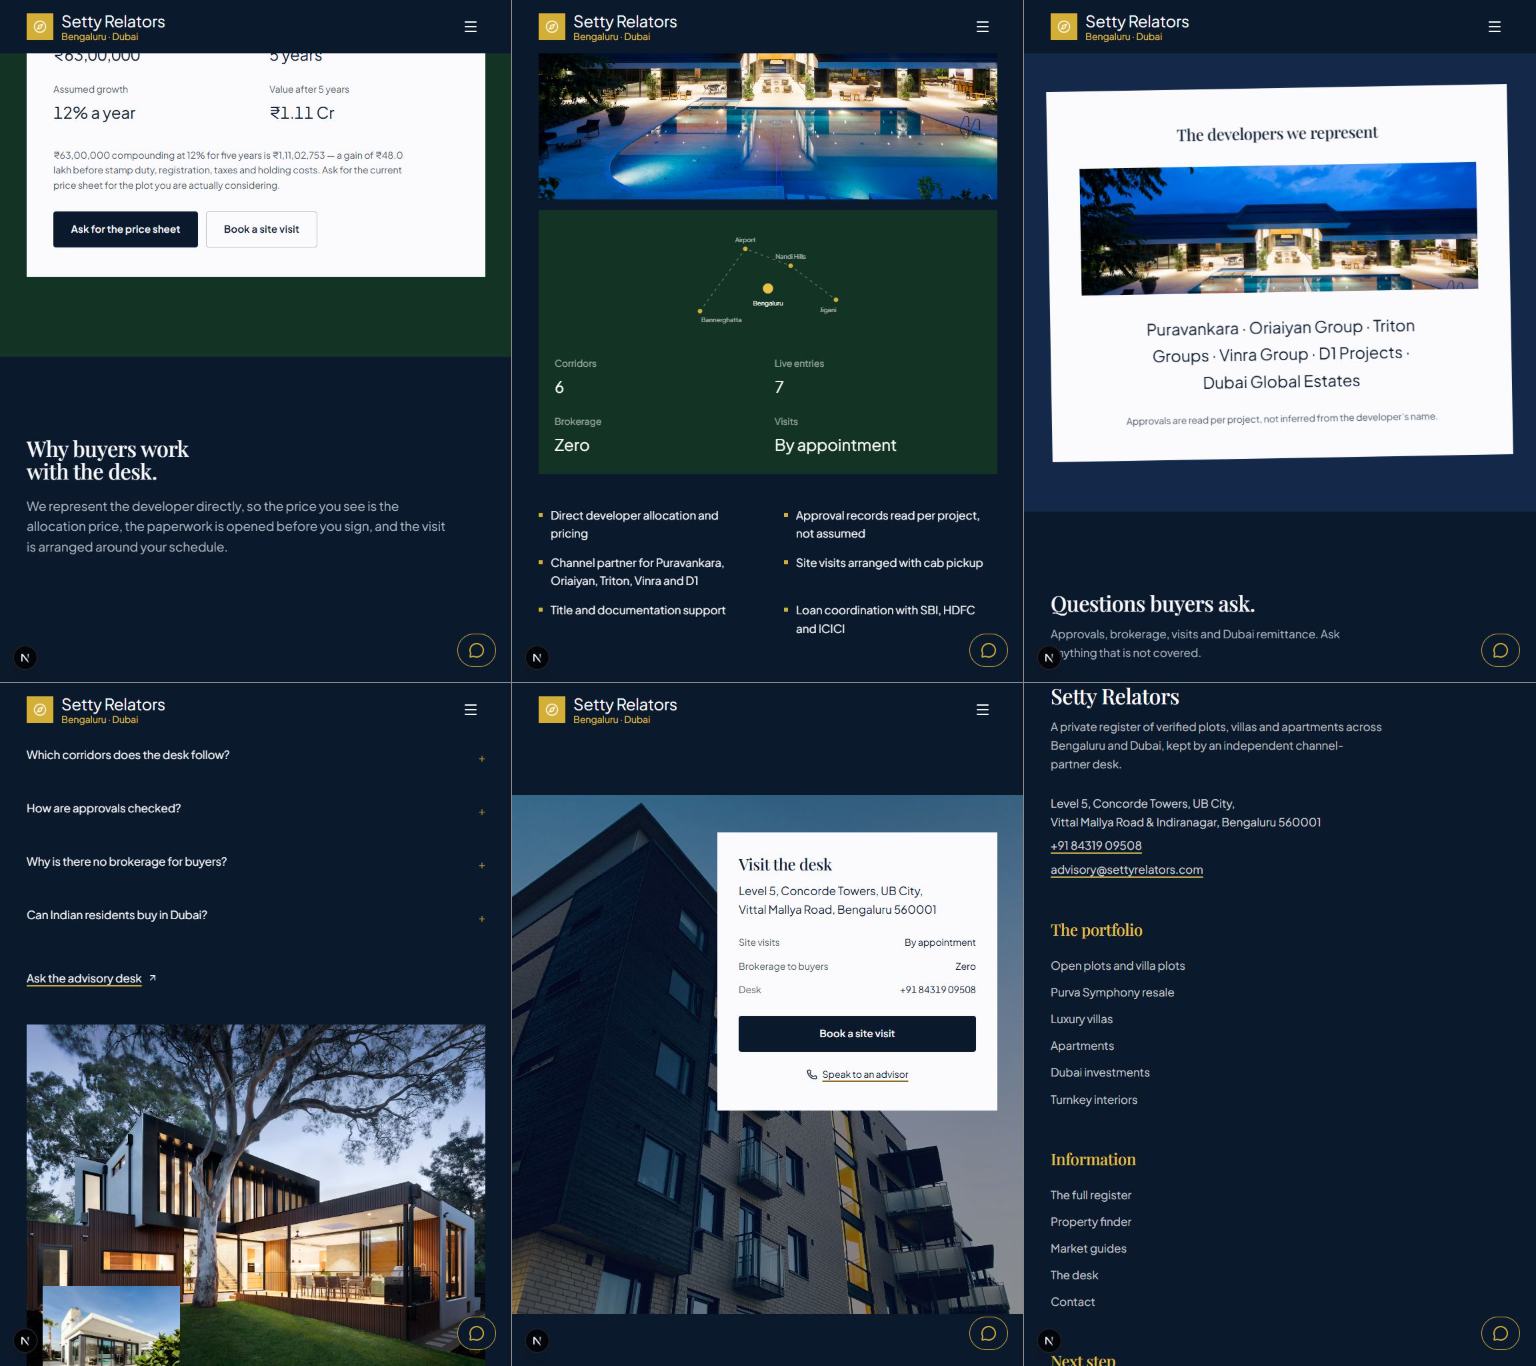 Setty Relators
Bengaluru · Dubai
₹63,00,000
5 years
Assumed growth
Value after 5 years
12% a year
₹1.11 Cr
₹63,00,000 compounding at 12% for five years is ₹1,11,02,753 — a gain of ₹48.0
lakh before stamp duty, registration, taxes and holding costs. Ask for the current
price sheet for the plot you are actually considering.
Ask for the price sheet
Book a site visit
Why buyers work
with the desk.
We represent the developer directly, so the price you see is the
allocation price, the paperwork is opened before you sign, and the visit
is arranged around your schedule.
N
Setty Relators
Bengaluru · Dubai
Airport
Nandi Hills
Bengaluru
Jigani
Bannerghatta
Corridors
Live entries
6
7
Brokerage
Visits
Zero
By appointment
Direct developer allocation and
pricing
Approval records read per project,
not assumed
Channel partner for Puravankara,
Oriaiyan, Triton, Vinra and D1
Site visits arranged with cab pickup
Title and documentation support
Loan coordination with SBI, HDFC
and ICICI
N
Setty Relators
Bengaluru · Dubai
The developers we represent
Puravankara · Oriaiyan Group · Triton
Groups · Vinra Group · D1 Projects ·
Dubai Global Estates
Approvals are read per project, not inferred from the developer's name.
Questions buyers ask.
Approvals, brokerage, visits and Dubai remittance. Ask
anything that is not covered.
N
Setty Relators
Bengaluru · Dubai
Which corridors does the desk follow?
+
How are approvals checked?
+
Why is there no brokerage for buyers?
+
Can Indian residents buy in Dubai?
+
Ask the advisory desk
N
Setty Relators
Bengaluru · Dubai
Visit the desk
Level 5, Concorde Towers, UB City,
Vittal Mallya Road, Bengaluru 560001
Site visits
By appointment
Brokerage to buyers
Zero
Desk
+91 84319 09508
Book a site visit
Speak to an advisor
N
Setty Relators
A private register of verified plots, villas and apartments across
Bengaluru and Dubai, kept by an independent channel-
partner desk.
Level 5, Concorde Towers, UB City,
Vittal Mallya Road & Indiranagar, Bengaluru 560001
+91 84319 09508
advisory@settyrelators.com
The portfolio
Open plots and villa plots
Purva Symphony resale
Luxury villas
Apartments
Dubai investments
Turnkey interiors
Information
The full register
Property finder
Market guides
The desk
Contact
Next step
N